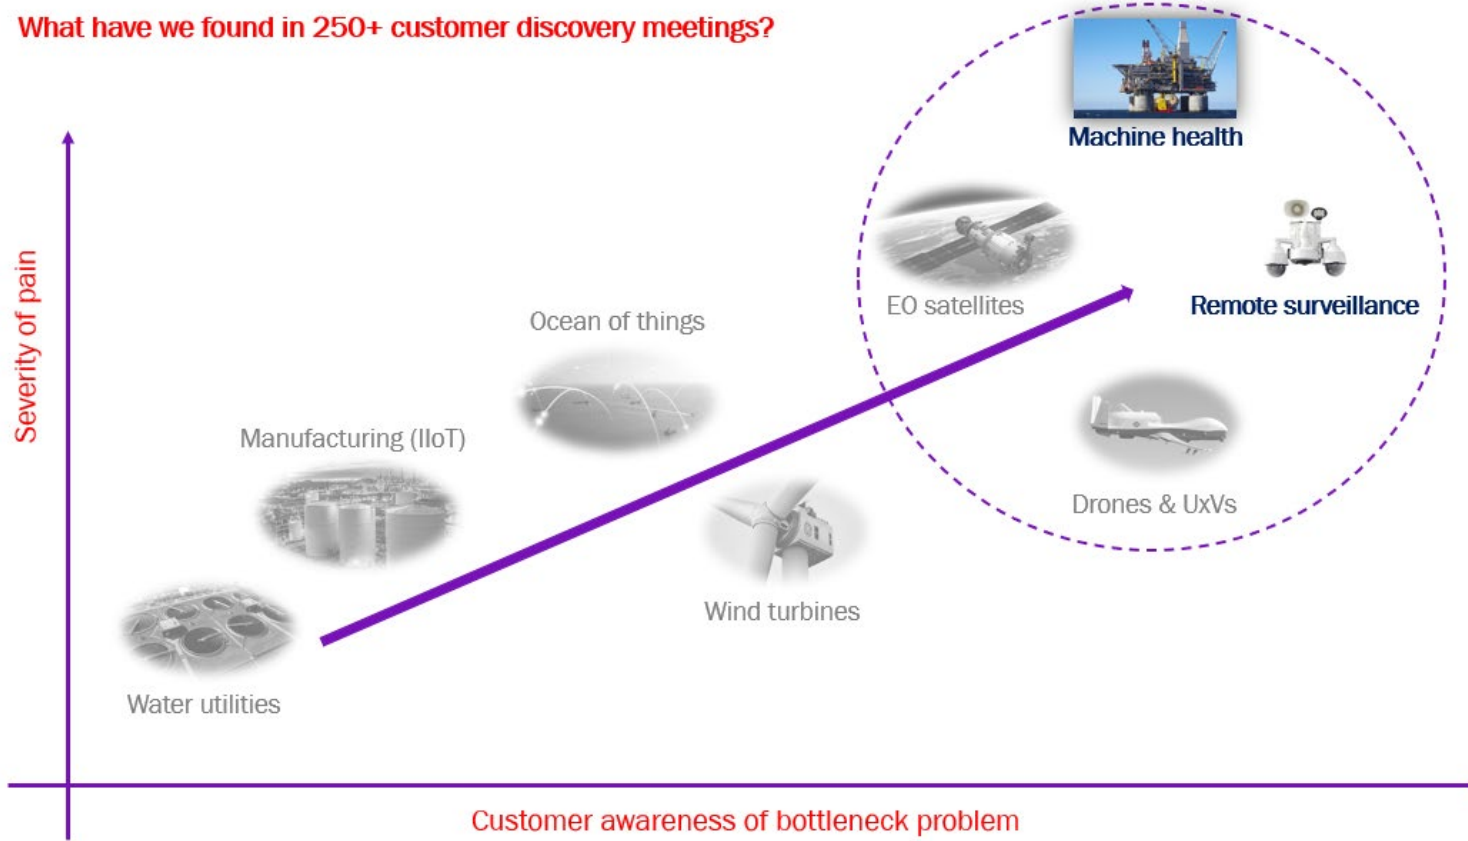 What have we found in 250+ customer discovery meetings?
Machine health
EO satellites
Remote surveillance
Ocean of things
Manufacturing (IIoT)
Drones & UxVs
Wind turbines
Water utilities
Severity of pain
Customer awareness of bottleneck problem